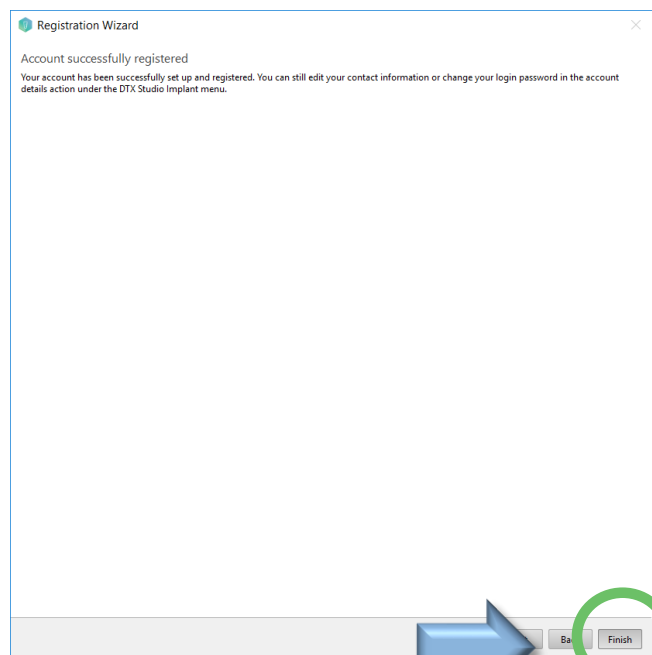 Registration Wizard
Account successfully registered
Your account has been successfully set up and registered. You can still edit your contact information or change your login password in the account
details action under the DTX Studio Implant menu.
Finish